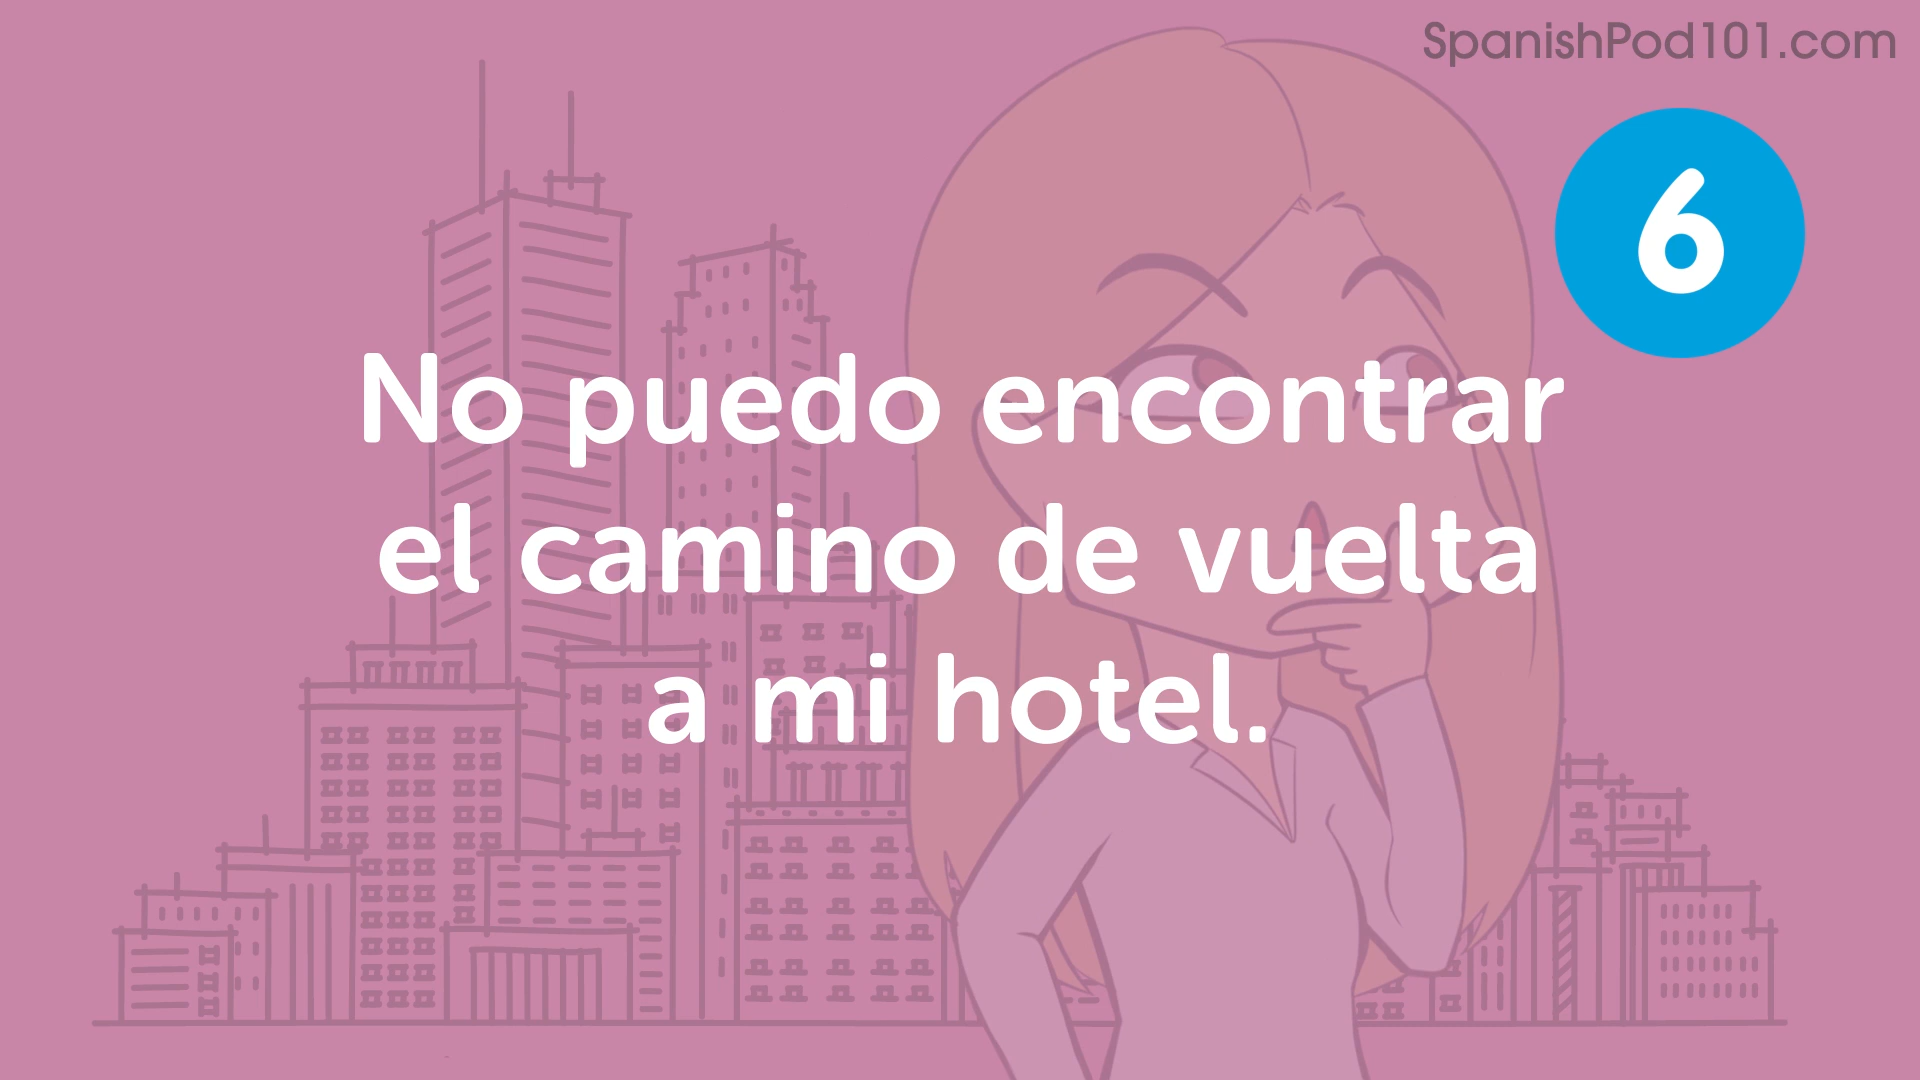 SpanishPod101.com
6
No puedo encontrar
el camino de vuelta
a mi hotel.